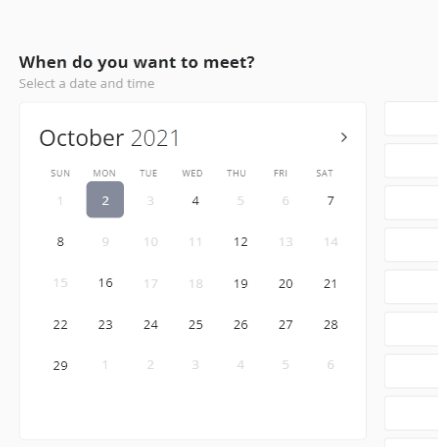 When do you want to meet?
Select a date and time
October 2021
SUN MON TUE WED THU FRI SAT
1 2 3 4 5 6 7
8 9 10 11 12 13 14
15 16 17 18 19 20 21
22 23 24 25 26 27 28
29 1 2 3 4 5 6